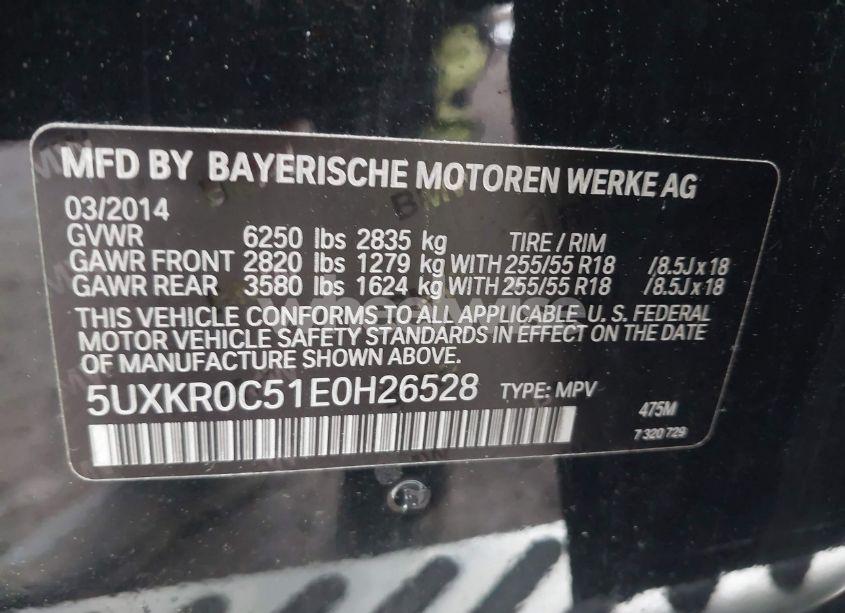 MFD BY BAYERISCHE MOTOREN WERKE AG
03/2014
GVWR 6250 lbs 2835 kg TIRE / RIM
GAWR FRONT 2820 lbs 1279 kg WITH 255/55 R18 /8.5J x 18
GAWR REAR 3580 lbs 1624 kg WITH 255/55 R18 /8.5J x 18
THIS VEHICLE CONFORMS TO ALL APPLICABLE U. S. FEDERAL
MOTOR VEHICLE SAFETY STANDARDS IN EFFECT ON THE DATE
OF MANUFACTURE SHOWN ABOVE.
5UXKR0C51E0H26528 TYPE: MPV
475M
7 320 729